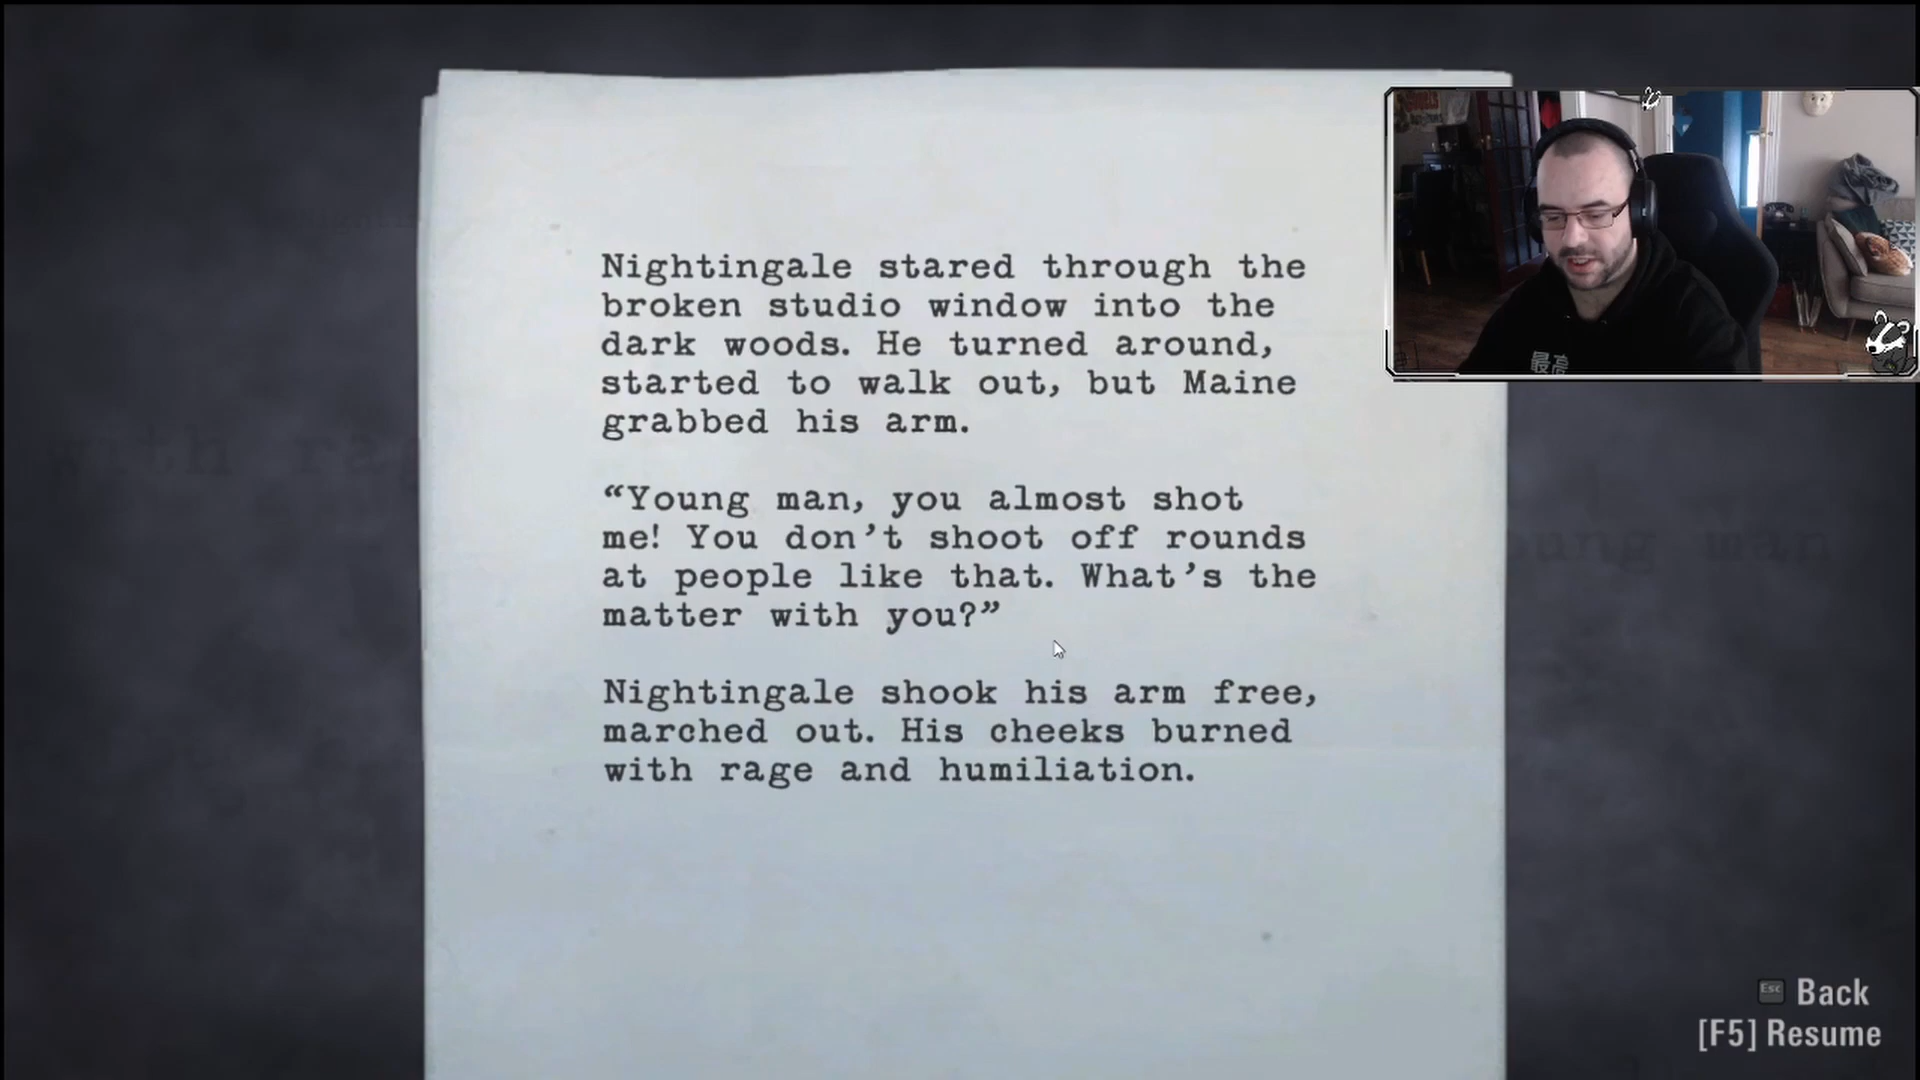 Nightingale stared through the
broken studio window into the
dark woods. He turned around,
started to walk out, but Maine
grabbed his arm.
“Young man, you almost shot
me! You don’t shoot off rounds
at people like that. What’s the
matter with you?”
Nightingale shook his arm free,
marched out. His cheeks burned
with rage and humiliation.
最高
Esc Back
[F5] Resume